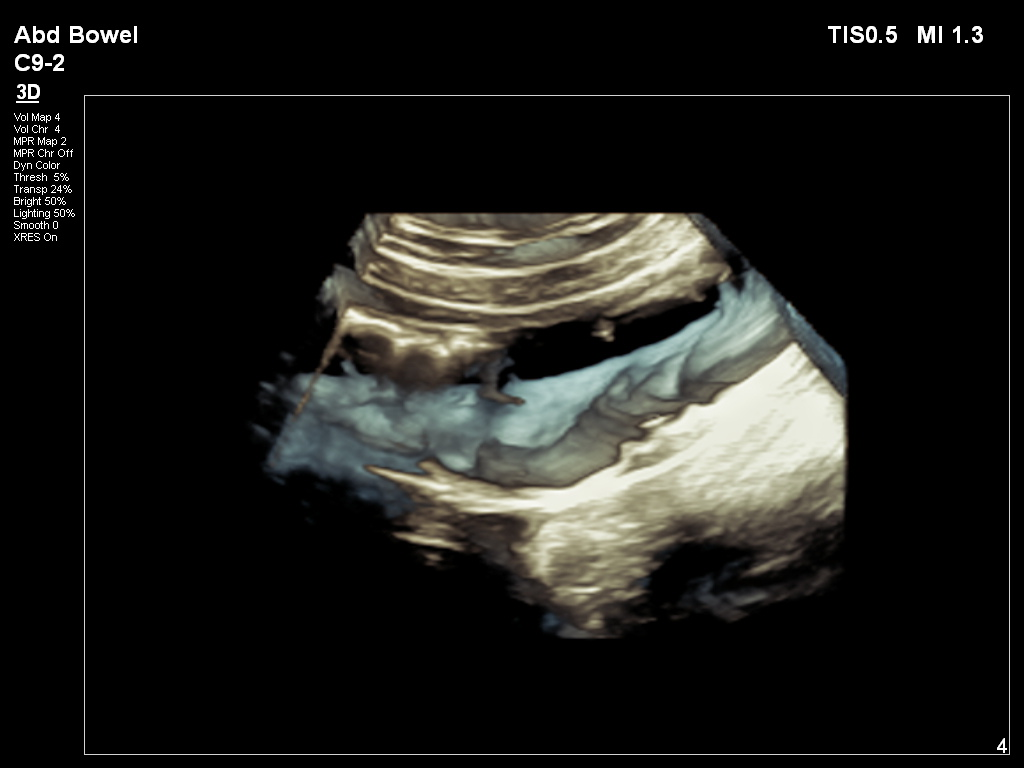 Abd Bowel
TIS0.5 MI 1.3
C9-2
3D
Vol Map 4
Vol Chr 4
MPR Map 2
MPR Chr Off
Dyn Color
Thresh 5%
Transp 24%
Bright 50%
Lighting 50%
Smooth 0
XRES On
4